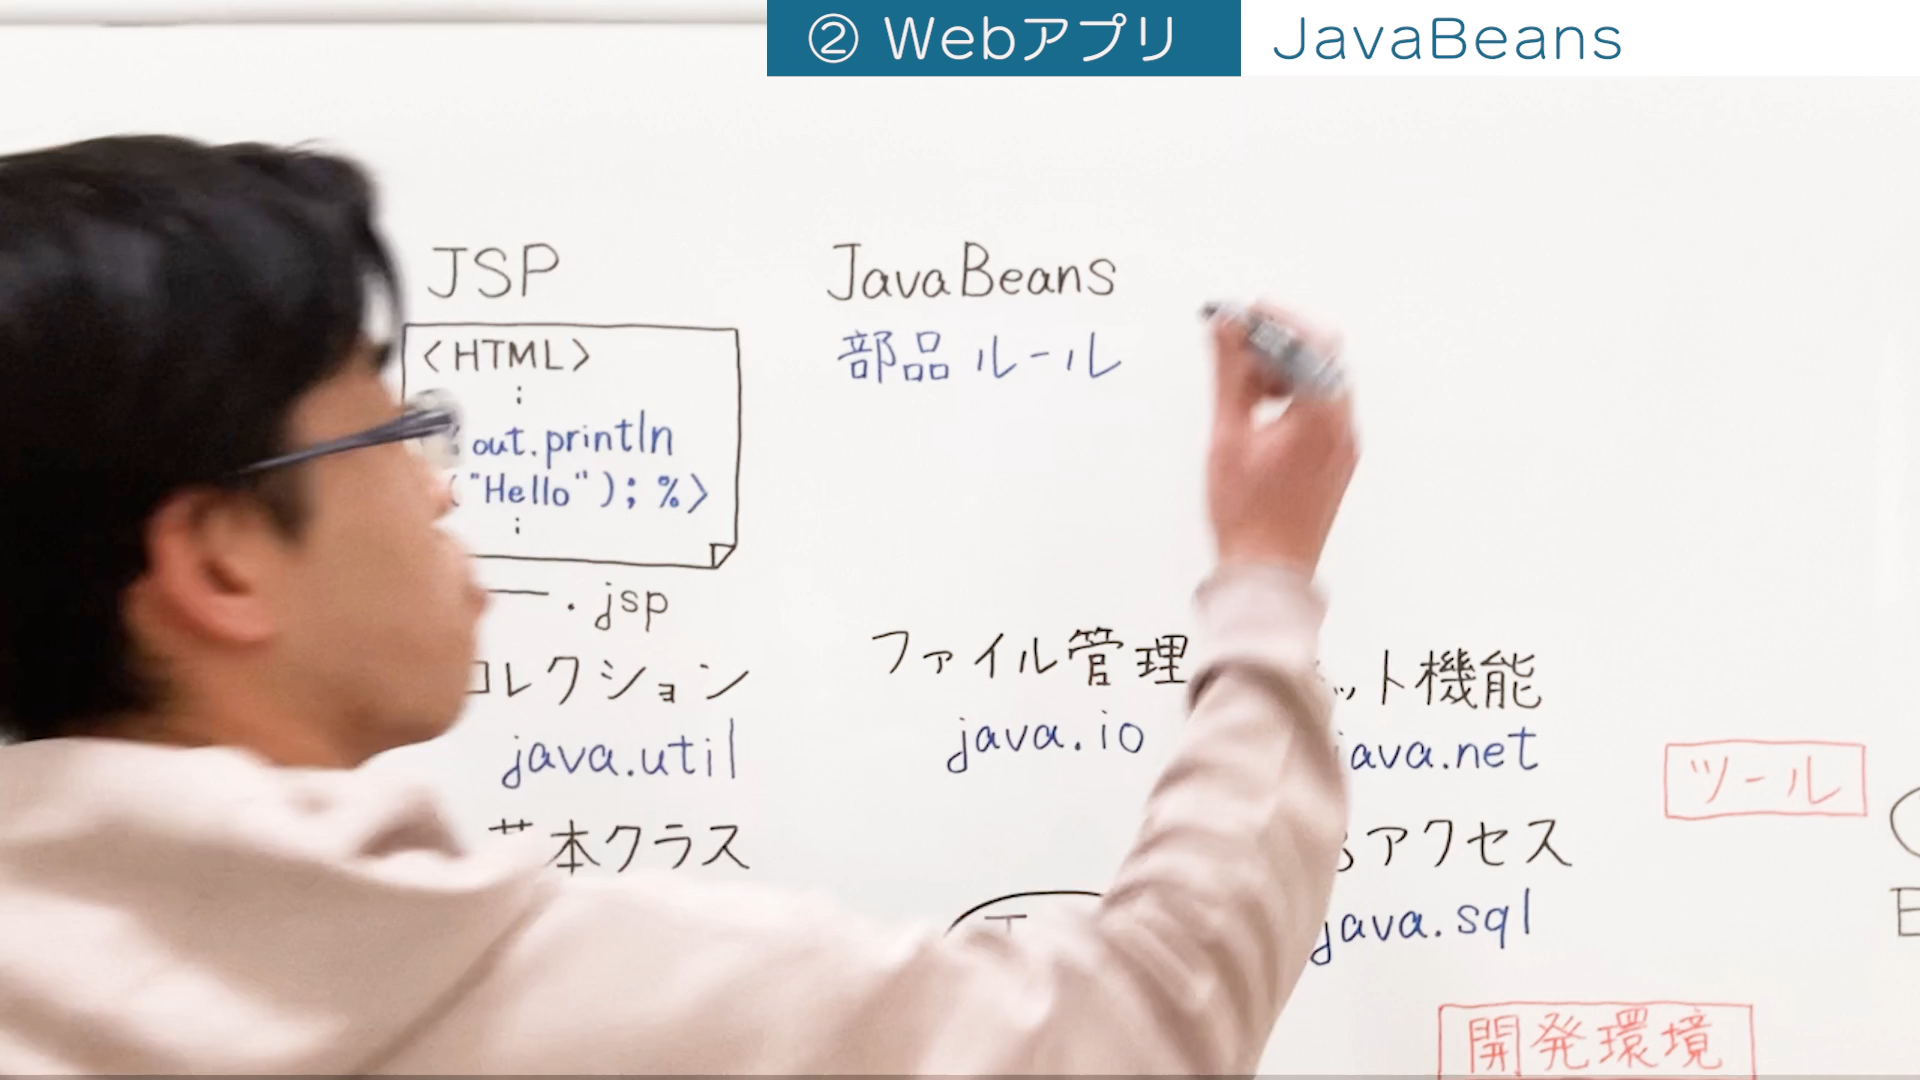 ② Webアプリ
JavaBeans
JSP
<HTML>
:
out.println
("Hello"); %>
:
.jsp
JavaBeans
部品ルール
コレクション
java.util
ファイル管理
java.io
ット機能
java.net
本クラス
アクセス
java.sql
ツール
開発環境